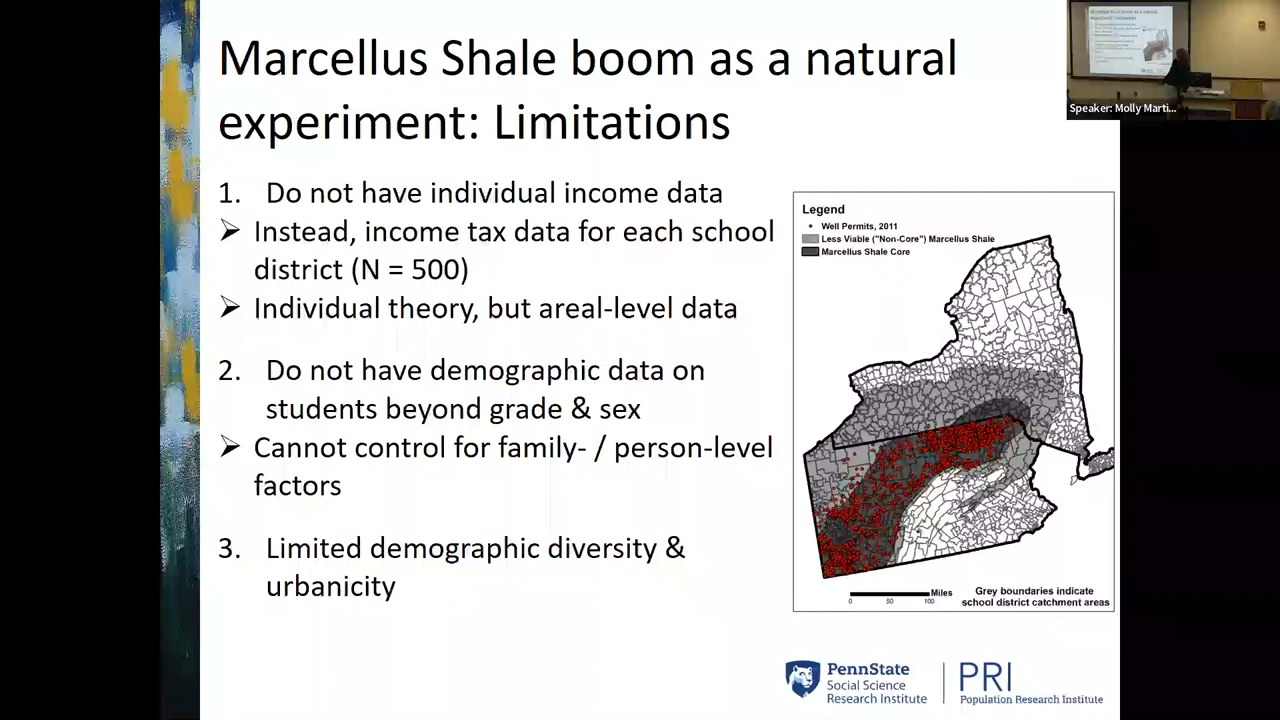 Marcellus Shale boom as a natural
experiment: Limitations
1. Do not have individual income data
➢ Instead, income tax data for each school
district (N = 500)
➢ Individual theory, but areal-level data
2. Do not have demographic data on
students beyond grade & sex
➢ Cannot control for family- / person-level
factors
3. Limited demographic diversity &
urbanicity
Legend
Well Permits, 2011
Less Viable ("Non-Core") Marcellus Shale
Marcellus Shale Core
Miles
0 50 100
Grey boundaries indicate
school district catchment areas
PennState
Social Science
Research Institute
PRI
Population Research Institute
Speaker: Molly Marti...